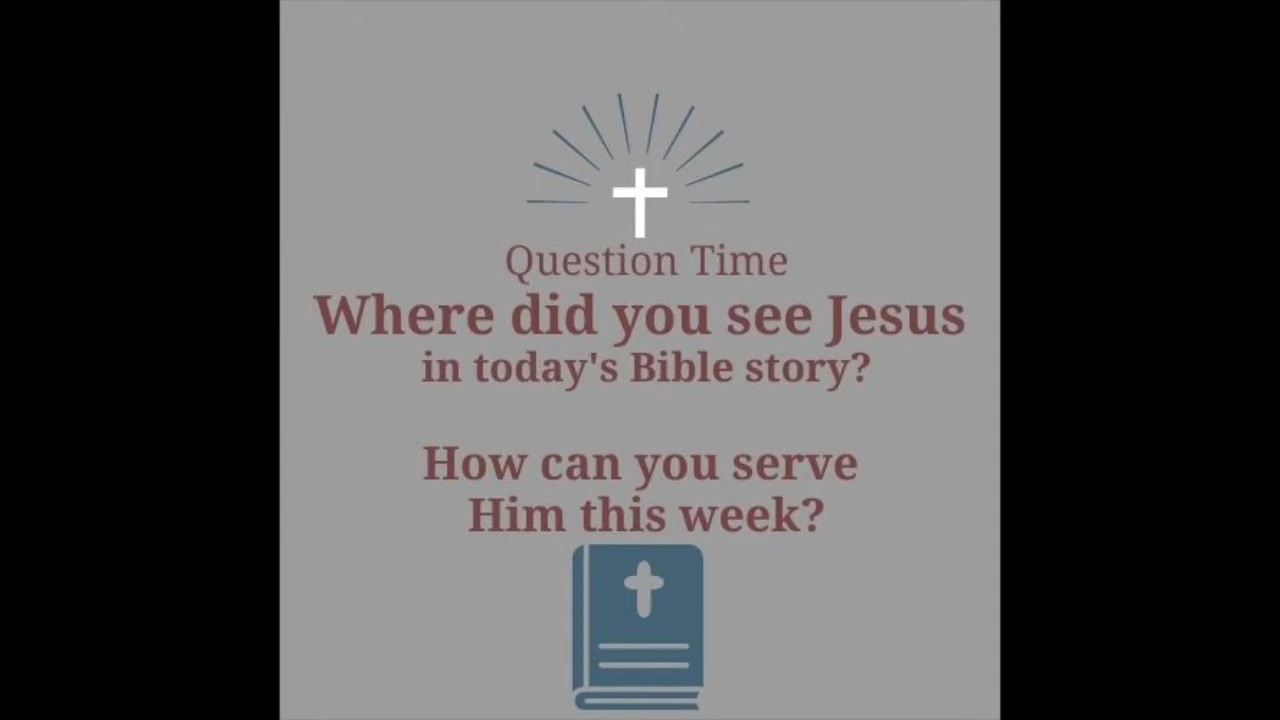 Question Time
Where did you see Jesus
in today's Bible story?
How can you serve
Him this week?